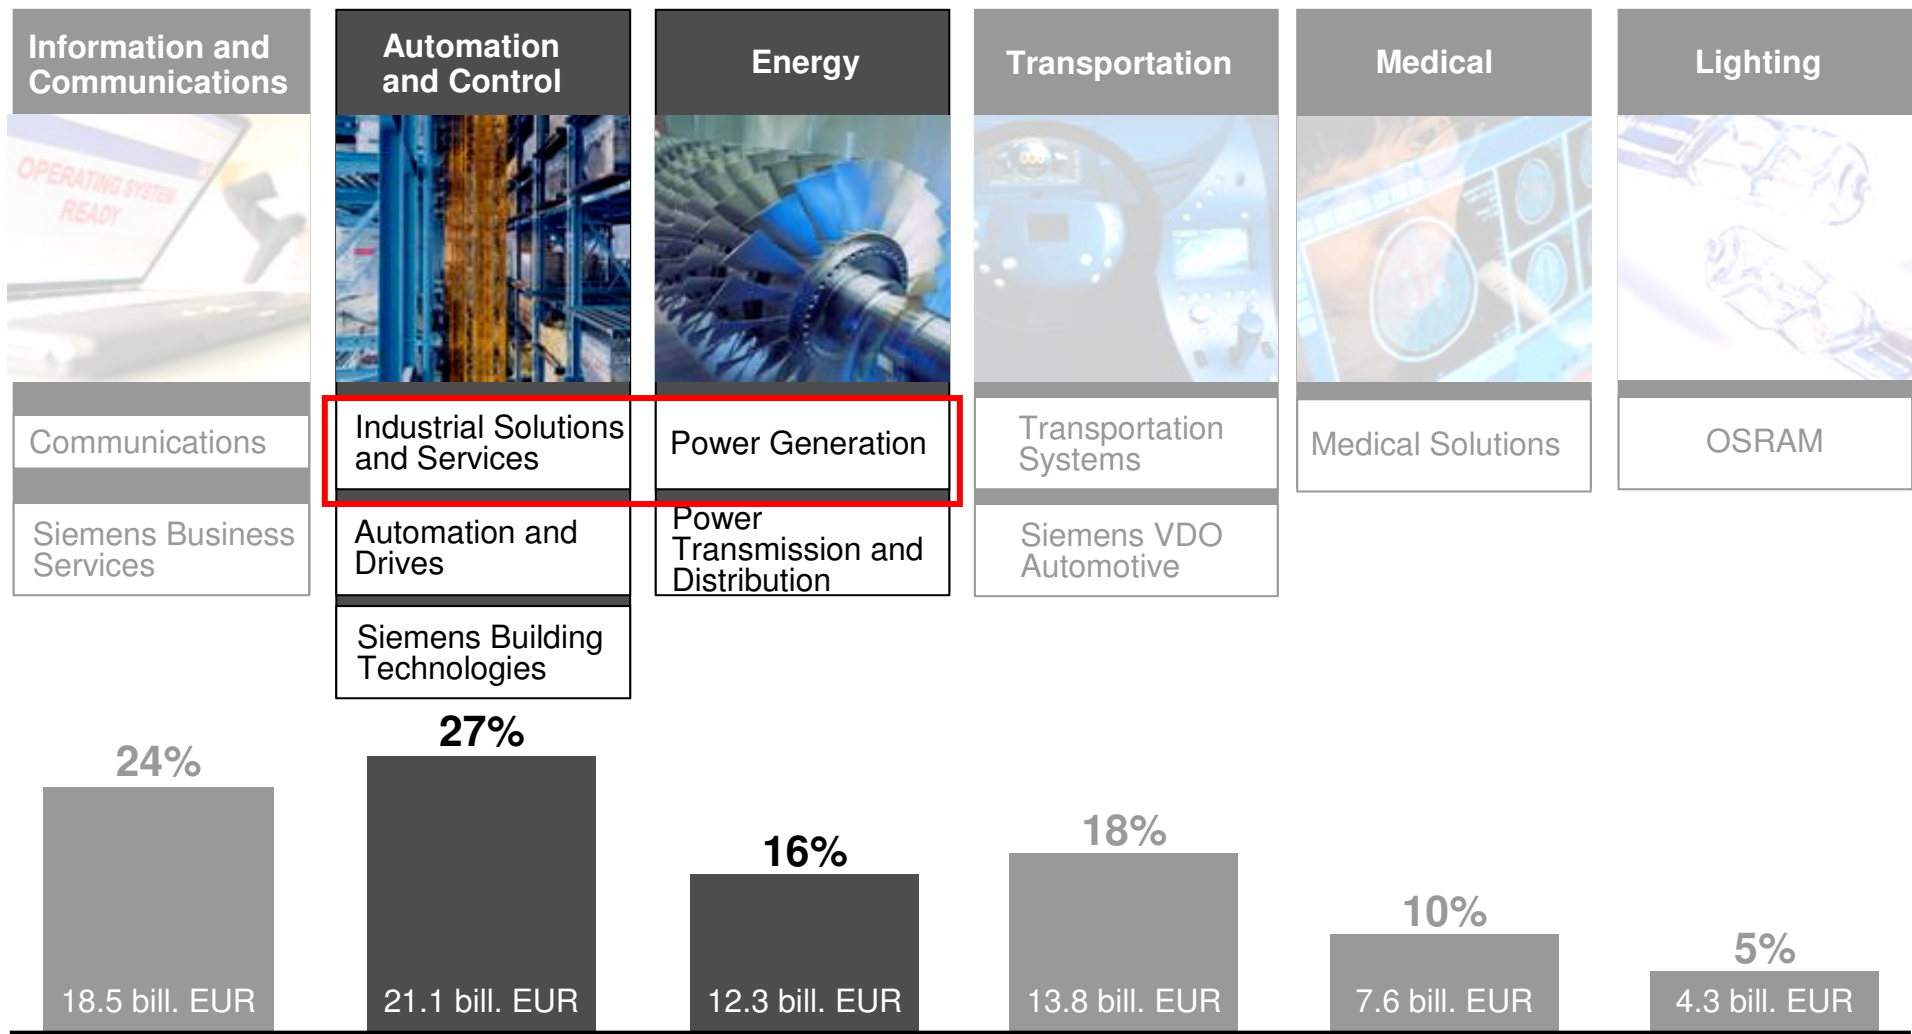 Information and
Communications
Automation
and Control
Energy
Transportation
Medical
Lighting
OPERATING SYSTEM
READY
Communications
Industrial Solutions
and Services
Power Generation
Transportation
Systems
Medical Solutions
OSRAM
Siemens Business
Services
Automation and
Drives
Power
Transmission and
Distribution
Siemens VDO
Automotive
Siemens Building
Technologies
24%
27%
16%
18%
10%
5%
18.5 bill. EUR
21.1 bill. EUR
12.3 bill. EUR
13.8 bill. EUR
7.6 bill. EUR
4.3 bill. EUR